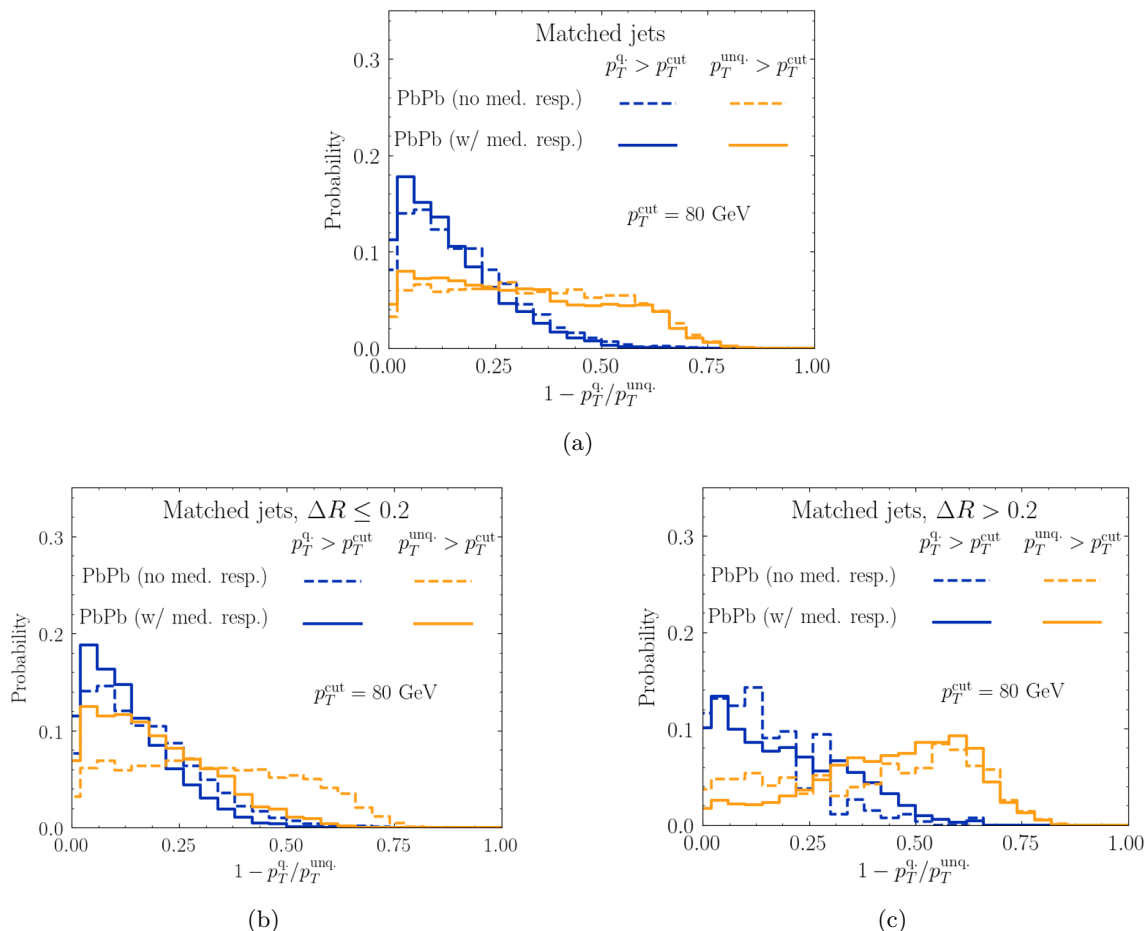 Matched jets
p_T^{q.} > p_T^{cut} p_T^{unq.} > p_T^{cut}
PbPb (no med. resp.)
PbPb (w/ med. resp.)
p_T^{cut} = 80 GeV
Probability
0.3
0.2
0.1
0.0
0.00 0.25 0.50 0.75 1.00
1 − p_T^{q.}/p_T^{unq.}
(a)
Matched jets, ΔR ≤ 0.2
p_T^{q.} > p_T^{cut} p_T^{unq.} > p_T^{cut}
PbPb (no med. resp.)
PbPb (w/ med. resp.)
p_T^{cut} = 80 GeV
Probability
0.3
0.2
0.1
0.0
0.00 0.25 0.50 0.75 1.00
1 − p_T^{q.}/p_T^{unq.}
(b)
Matched jets, ΔR > 0.2
p_T^{q.} > p_T^{cut} p_T^{unq.} > p_T^{cut}
PbPb (no med. resp.)
PbPb (w/ med. resp.)
p_T^{cut} = 80 GeV
Probability
0.3
0.2
0.1
0.0
0.00 0.25 0.50 0.75 1.00
1 − p_T^{q.}/p_T^{unq.}
(c)